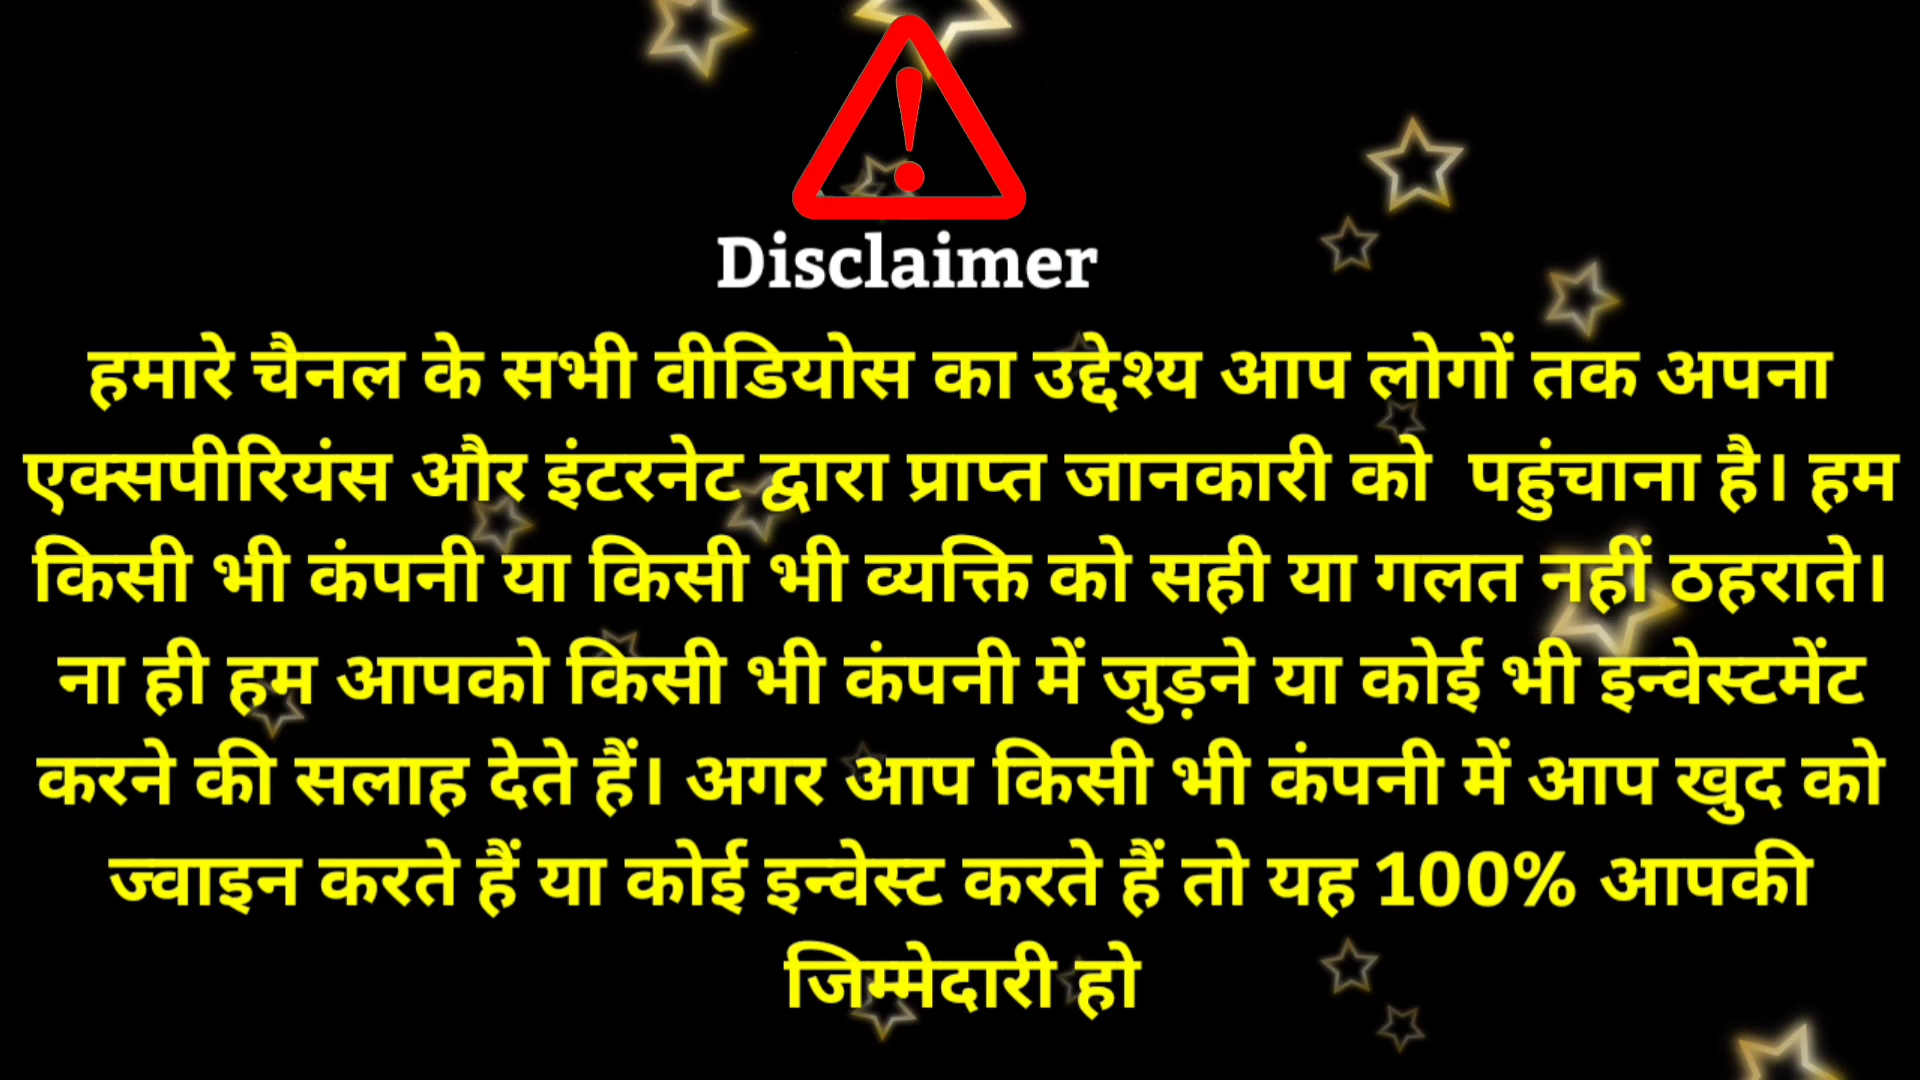 Disclaimer
हमारे चैनल के सभी वीडियोस का उद्देश्य आप लोगों तक अपना
एक्सपीरियंस और इंटरनेट द्वारा प्राप्त जानकारी को पहुंचाना है। हम
किसी भी कंपनी या किसी भी व्यक्ति को सही या गलत नहीं ठहराते।
ना ही हम आपको किसी भी कंपनी में जुड़ने या कोई भी इन्वेस्टमेंट
करने की सलाह देते हैं। अगर आप किसी भी कंपनी में आप खुद को
ज्वाइन करते हैं या कोई इन्वेस्ट करते हैं तो यह 100% आपकी
जिम्मेदारी हो